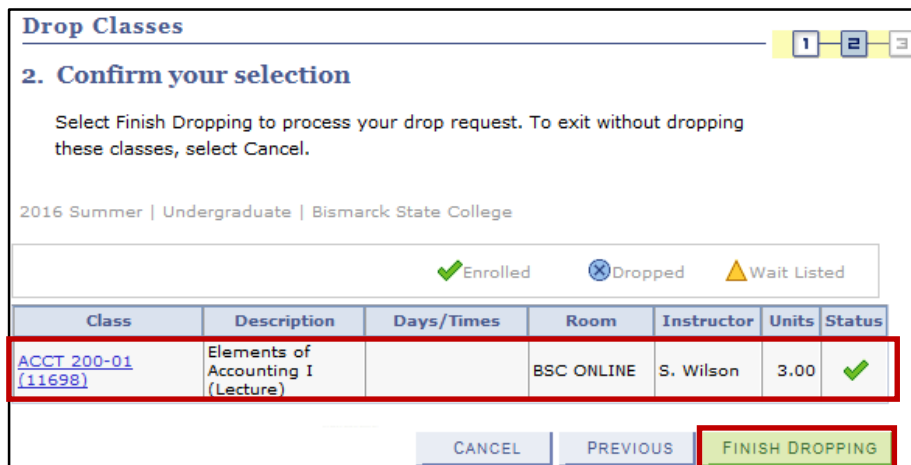 Drop Classes
1 2 3
2. Confirm your selection
Select Finish Dropping to process your drop request. To exit without dropping
these classes, select Cancel.
2016 Summer | Undergraduate | Bismarck State College
Enrolled Dropped Wait Listed
Class Description Days/Times Room Instructor Units Status
ACCT 200-01
(11698)
Elements of
Accounting I
(Lecture)
BSC ONLINE S. Wilson 3.00
CANCEL PREVIOUS FINISH DROPPING